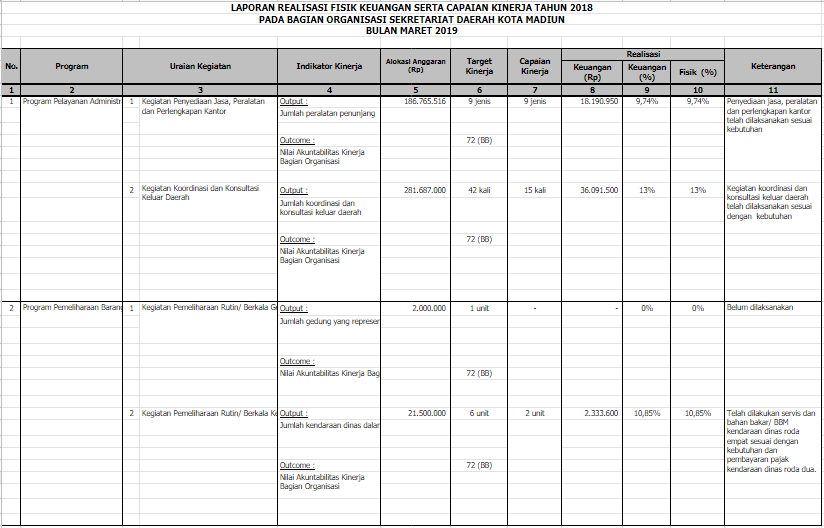 LAPORAN REALISASI FISIK KEUANGAN SERTA CAPAIAN KINERJA TAHUN 2018
PADA BAGIAN ORGANISASI SEKRETARIAT DAERAH KOTA MADIUN
BULAN MARET 2019
No. Program Uraian Kegiatan Indikator Kinerja Alokasi Anggaran (Rp) Target Kinerja Capaian Kinerja Realisasi Keterangan
Keuangan (Rp) Keuangan (%) Fisik (%)
1 2 3 4 5 6 7 8 9 10 11
1 Program Pelayanan Administr 1 Kegiatan Penyediaan Jasa, Peralatan Output : 186.765.516 9 jenis 9 jenis 18.190.950 9,74% 9,74% Penyediaan jasa, peralatan
dan Perlengkapan Kantor Jumlah peralatan penunjang dan perlengkapan kantor
telah dilaksanakan sesuai
kebutuhan
Outcome : 72 (BB)
Nilai Akuntabilitas Kinerja
Bagian Organisasi
2 Kegiatan Koordinasi dan Konsultasi Output : 281.687.000 42 kali 15 kali 36.091.500 13% 13% Kegiatan koordinasi dan
Keluar Daerah Jumlah koordinasi dan konsultasi keluar daerah
konsultasi keluar daerah telah dilaksanakan sesuai
dengan kebutuhan
Outcome : 72 (BB)
Nilai Akuntabilitas Kinerja
Bagian Organisasi
2 Program Pemeliharaan Barang 1 Kegiatan Pemeliharaan Rutin/ Berkala Ge Output : 2.000.000 1 unit - - 0% 0% Belum dilaksanakan
Jumlah gedung yang represer
Outcome :
Nilai Akuntabilitas Kinerja Bag 72 (BB)
2 Kegiatan Pemeliharaan Rutin/ Berkala Ke Output : 21.500.000 6 unit 2 unit 2.333.600 10,85% 10,85% Telah dilakukan servis dan
Jumlah kendaraan dinas dalar bahan bakar/ BBM
kendaraan dinas roda
empat sesuai dengan
kebutuhan dan
pembayaran pajak
kendaraan dinas roda dua.
Outcome : 72 (BB)
Nilai Akuntabilitas Kinerja
Bagian Organisasi